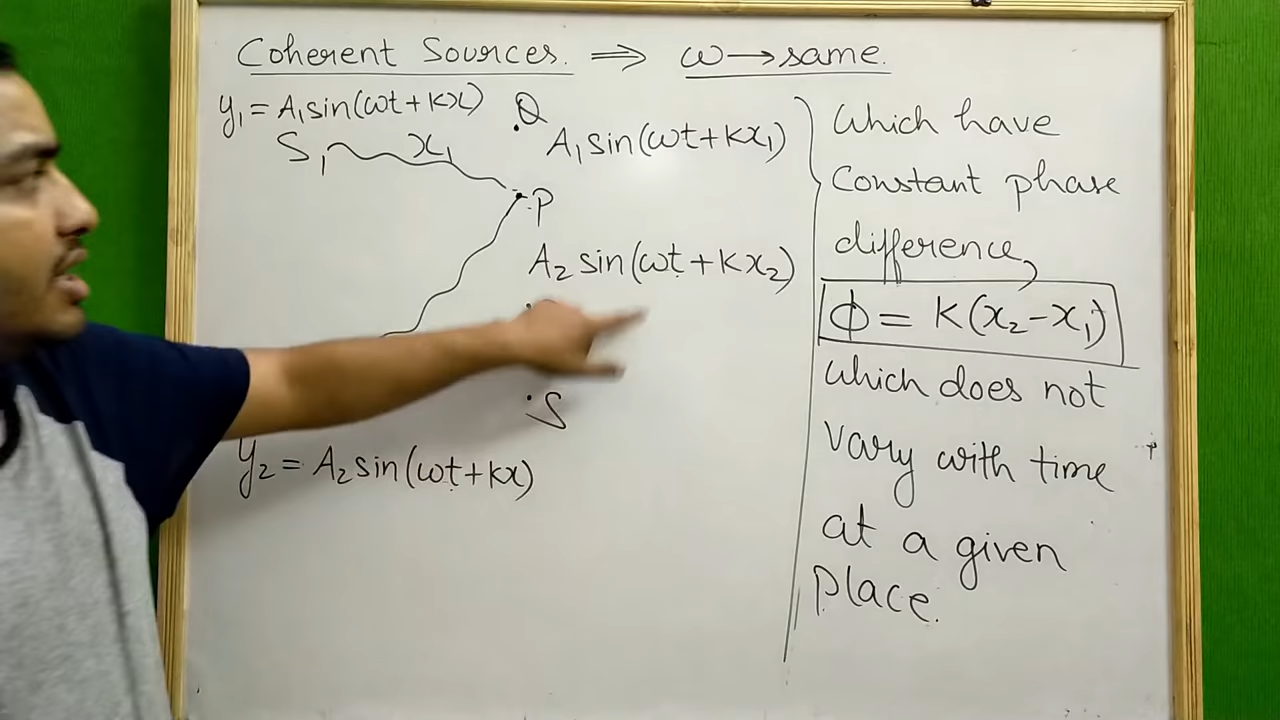 Coherent Sources. ⟹ ω→same.
y₁ = A₁sin(ωt+kx)
.Q
A₁sin(ωt+kx₁)
S₁
x₁
P
A₂ sin(ωt+kx₂)
.S
y₂ = A₂sin(ωt+kx)
Which have
Constant phase
difference,
ϕ = K(x₂-x₁)
which does not
vary with time
at a given
Place.